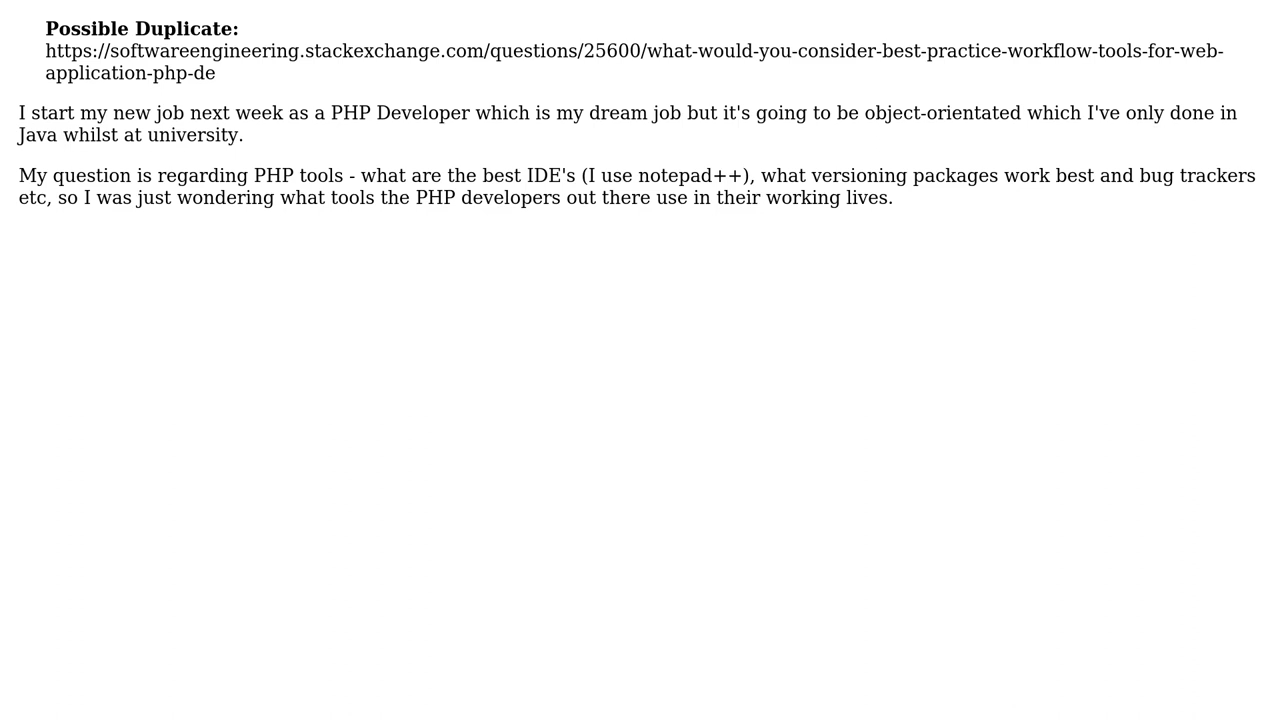 Possible Duplicate:
https://softwareengineering.stackexchange.com/questions/25600/what-would-you-consider-best-practice-workflow-tools-for-web-
application-php-de
I start my new job next week as a PHP Developer which is my dream job but it's going to be object-orientated which I've only done in
Java whilst at university.
My question is regarding PHP tools - what are the best IDE's (I use notepad++), what versioning packages work best and bug trackers
etc, so I was just wondering what tools the PHP developers out there use in their working lives.